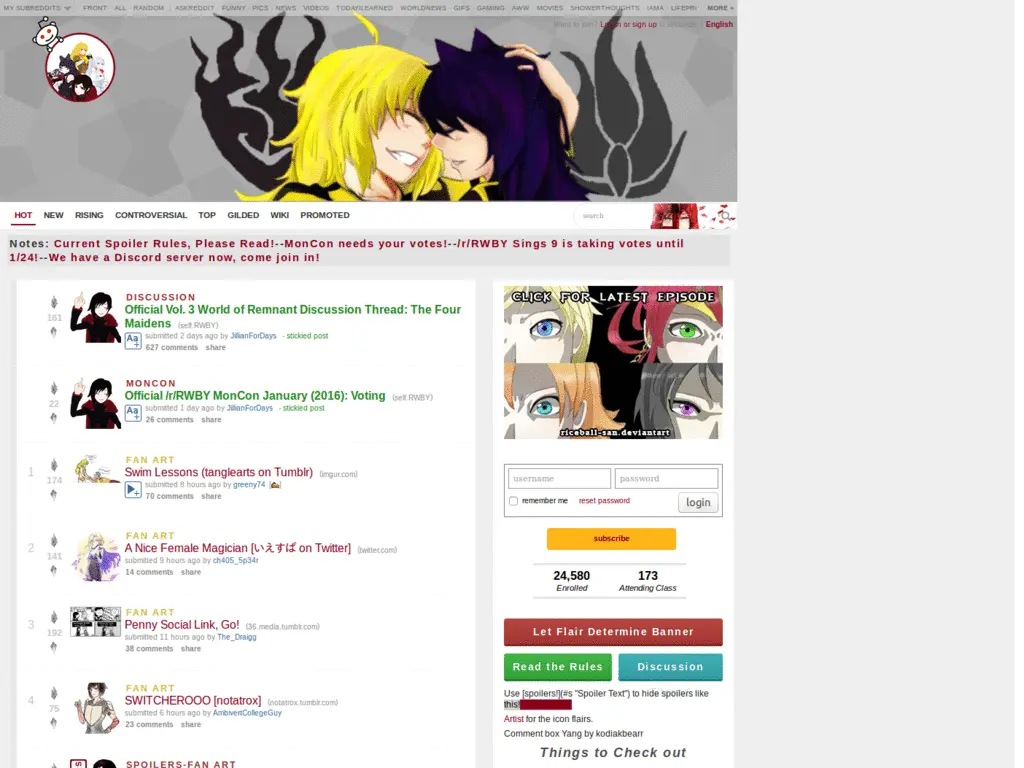 MY SUBREDDITS FRONT - ALL - RANDOM | ASKREDDIT - FUNNY - PICS - NEWS - VIDEOS - TODAYILEARNED - WORLDNEWS - GIFS - GAMING - AWW - MOVIES - SHOWERTHOUGHTS - IAMA - LIFEPRI MORE »
Want to join? Log in or sign up in seconds. | English
HOT NEW RISING CONTROVERSIAL TOP GILDED WIKI PROMOTED search
Notes: Current Spoiler Rules, Please Read!--MonCon needs your votes!--/r/RWBY Sings 9 is taking votes until
1/24!--We have a Discord server now, come join in!
DISCUSSION
161
Official Vol. 3 World of Remnant Discussion Thread: The Four
Maidens (self.RWBY)
submitted 2 days ago by JillianForDays - stickied post
627 comments share
MONCON
22
Official /r/RWBY MonCon January (2016): Voting (self.RWBY)
submitted 1 day ago by JillianForDays - stickied post
26 comments share
FAN ART
1 174 Swim Lessons (tanglearts on Tumblr) (imgur.com)
submitted 8 hours ago by greeny74
70 comments share
FAN ART
2 141 A Nice Female Magician [いえすぱ on Twitter] (twitter.com)
submitted 9 hours ago by ch405_5p34r
14 comments share
FAN ART
3 192 Penny Social Link, Go! (36.media.tumblr.com)
submitted 11 hours ago by The_Draigg
38 comments share
FAN ART
4 75 SWITCHEROOO [notatrox] (notatrox.tumblr.com)
submitted 6 hours ago by AmbivertCollegeGuy
23 comments share
SPOILERS-FAN ART
CLICK FOR LATEST EPISODE
riceball-san.deviantart
username password
remember me reset password login
subscribe
24,580 173
Enrolled Attending Class
Let Flair Determine Banner
Read the Rules Discussion
Use [spoilers!](#s "Spoiler Text") to hide spoilers like
this!
Artist for the icon flairs.
Comment box Yang by kodiakbearr
Things to Check out